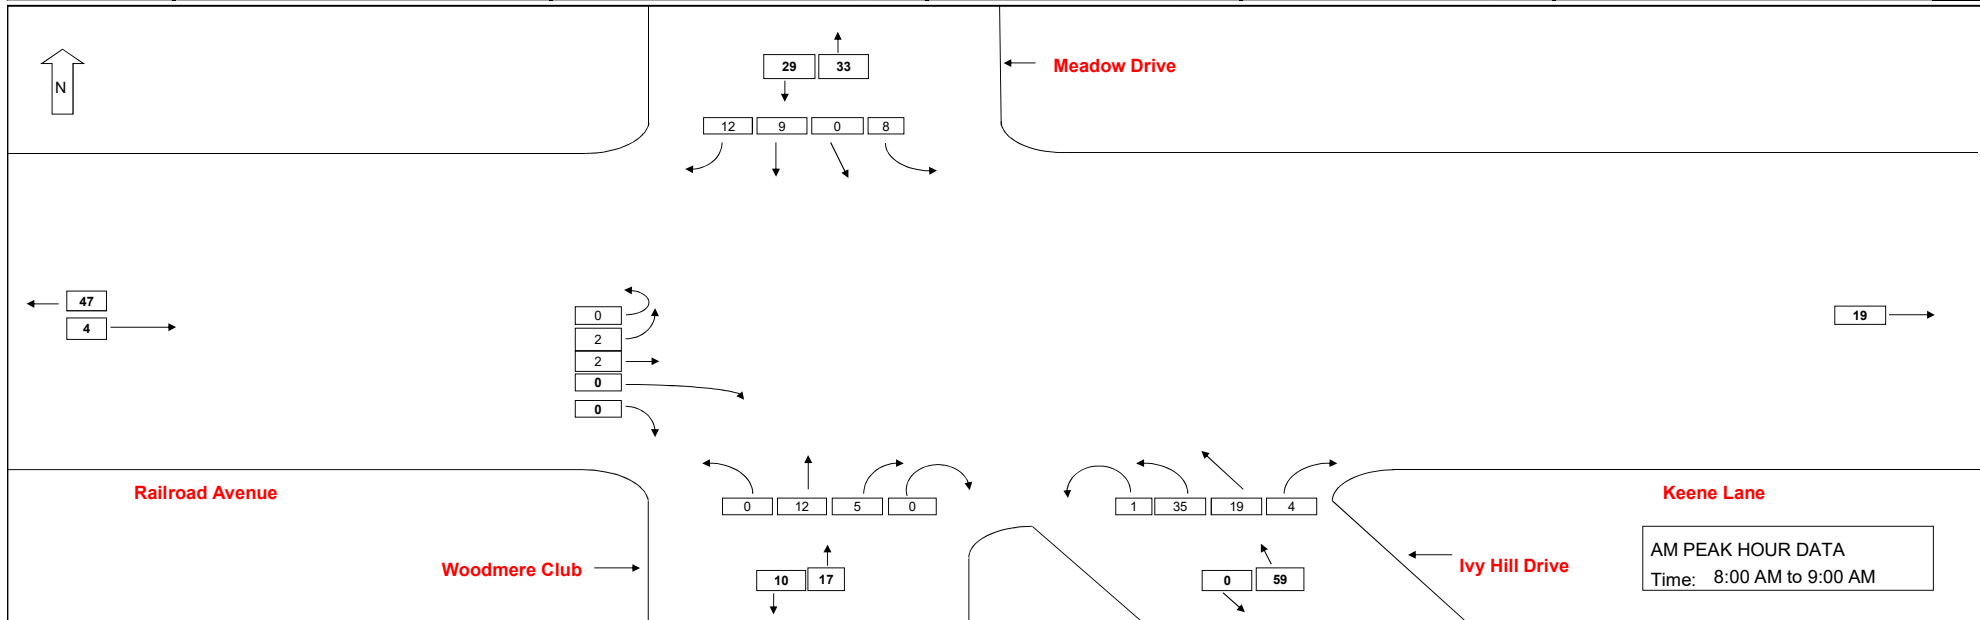 29 33
Meadow Drive
N
12 9 0 8
47
4
0
2
2
0
0
19
Railroad Avenue
Keene Lane
0 12 5 0
1 35 19 4
Woodmere Club
10 17
0 59
Ivy Hill Drive
AM PEAK HOUR DATA
Time: 8:00 AM to 9:00 AM